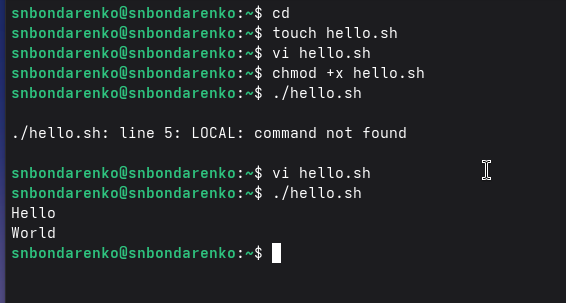 snbondarenko@snbondarenko:~$ cd
snbondarenko@snbondarenko:~$ touch hello.sh
snbondarenko@snbondarenko:~$ vi hello.sh
snbondarenko@snbondarenko:~$ chmod +x hello.sh
snbondarenko@snbondarenko:~$ ./hello.sh
./hello.sh: line 5: LOCAL: command not found
snbondarenko@snbondarenko:~$ vi hello.sh
snbondarenko@snbondarenko:~$ ./hello.sh
Hello
World
snbondarenko@snbondarenko:~$